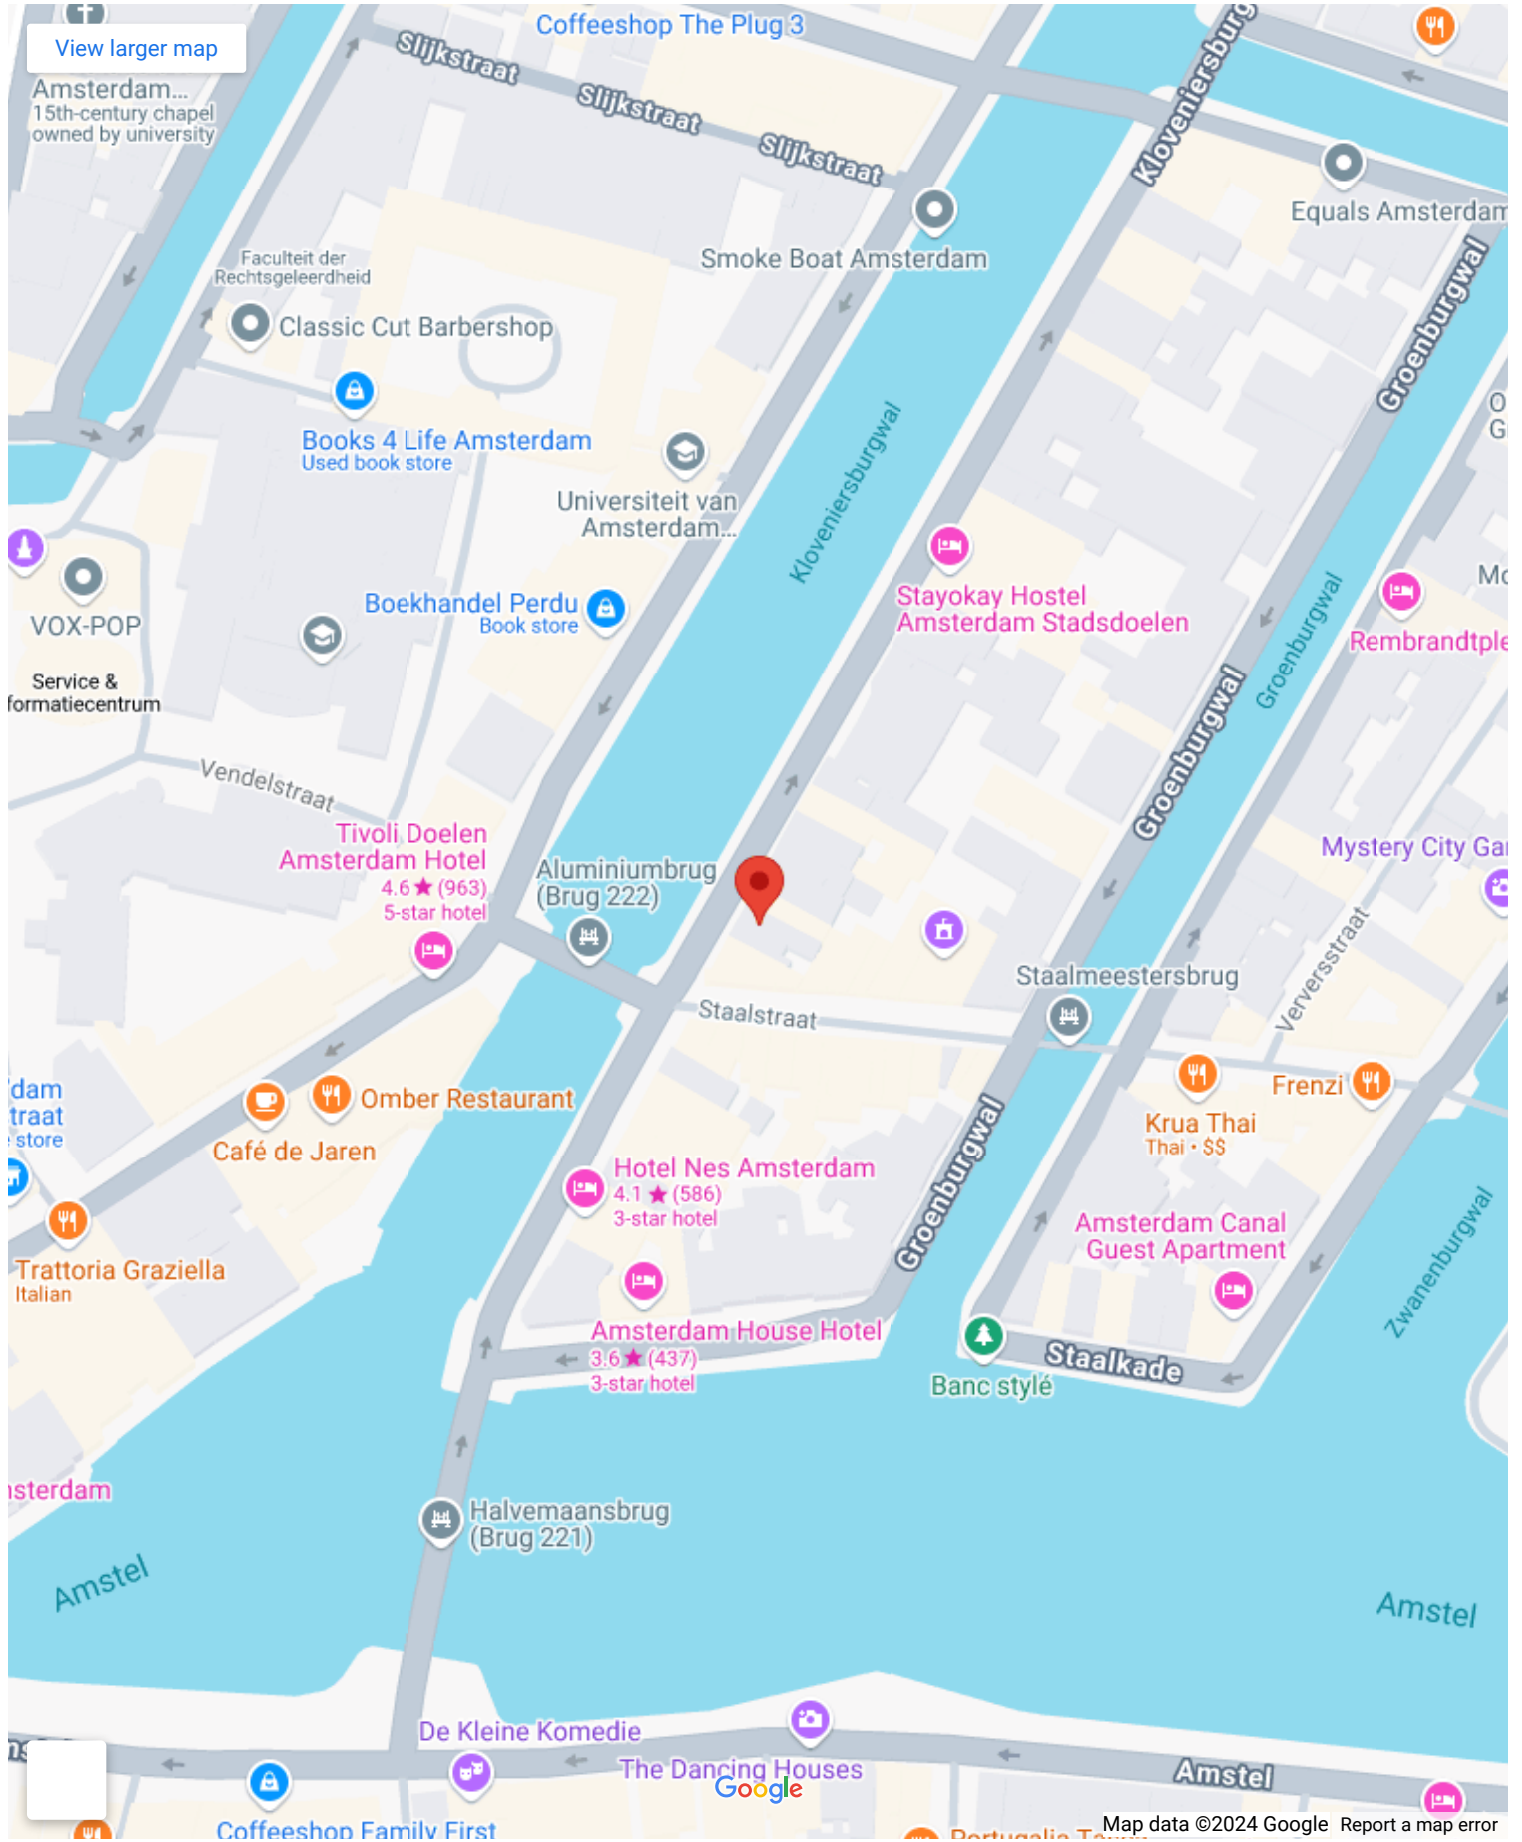 Coffeeshop The Plug 3
View larger map
Amsterdam...
15th-century chapel
owned by university
Slijkstraat
Slijkstraat
Slijkstraat
Kloveniersburg
Equals Amsterdam
Smoke Boat Amsterdam
Faculteit der
Rechtsgeleerdheid
Classic Cut Barbershop
Groenburgwal
Books 4 Life Amsterdam
Used book store
Universiteit van
Amsterdam...
Kloveniersburgwal
Stayokay Hostel
Amsterdam Stadsdoelen
Boekhandel Perdu
Book store
VOX-POP
Service &
formatiecentrum
Groenburgwal
Rembrandtple
Groenburgwal
Vendelstraat
Tivoli Doelen
Amsterdam Hotel
4.6★ (963)
5-star hotel
Aluminiumbrug
(Brug 222)
Mystery City Gar
Staalmeestersbrug
Verversstraat
Staalstraat
dam
traat
store
Omber Restaurant
Café de Jaren
Frenzi
Krua Thai
Thai • $$
Groenburgwal
Hotel Nes Amsterdam
4.1 ★ (586)
3-star hotel
Trattoria Graziella
Italian
Amsterdam Canal
Guest Apartment
Zwanenburgwal
Amsterdam House Hotel
3.6★ (437)
3-star hotel
Staalkade
Banc stylé
nsterdam
Halvemaansbrug
(Brug 221)
Amstel
Amstel
De Kleine Komedie
The Dancing Houses
Google
Amstel
Coffeeshop Family First
Map data ©2024 Google
Report a map error